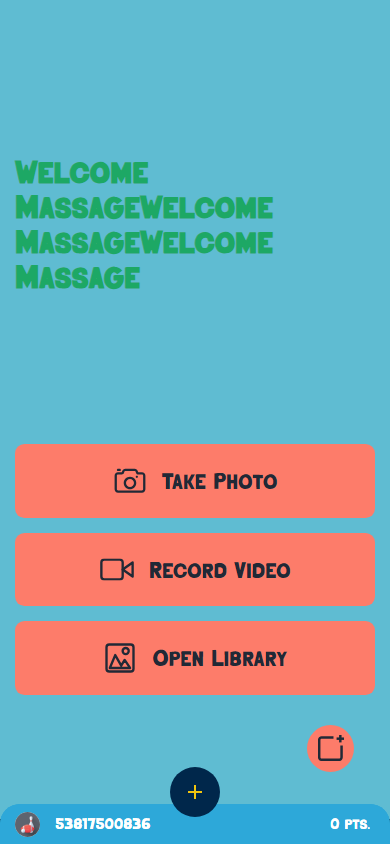 Welcome
MassageWelcome
MassageWelcome
Massage
Take Photo
Record Video
Open Library
53817500836
0 pts.